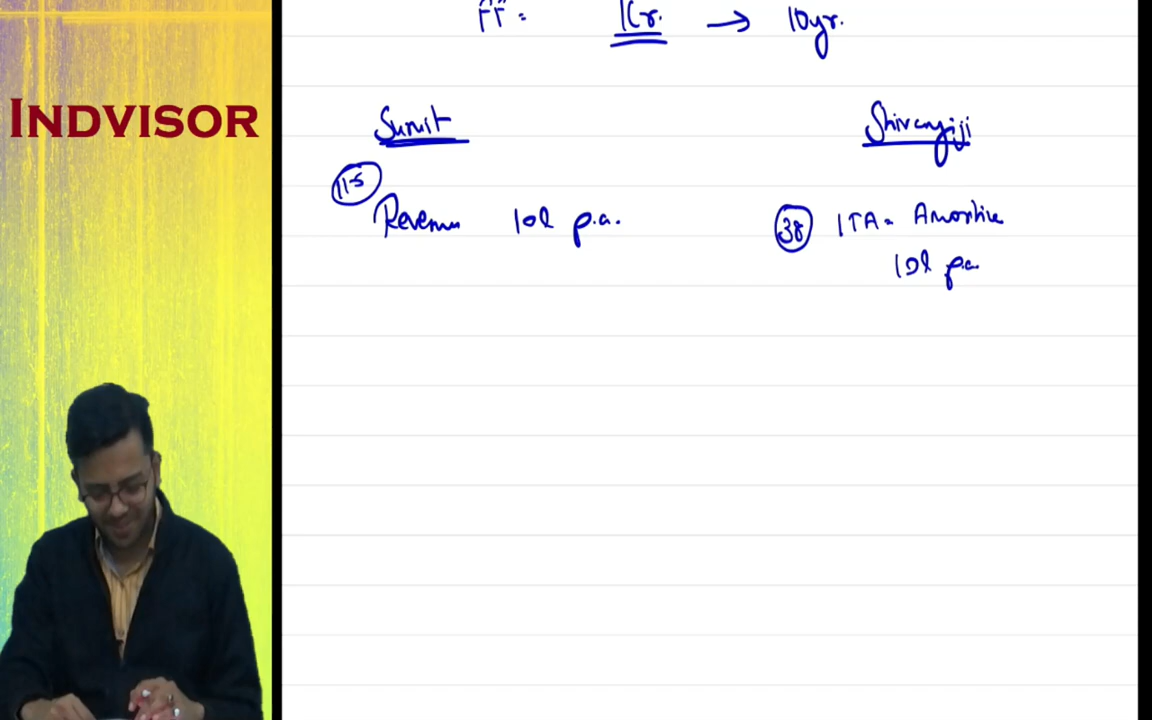 FF = 1Cr. → 10yr.
INDVISOR
Sumit
Shivangiji
115
Revenue 10l p.a.
38 ITA = Amortise
10l p.a.